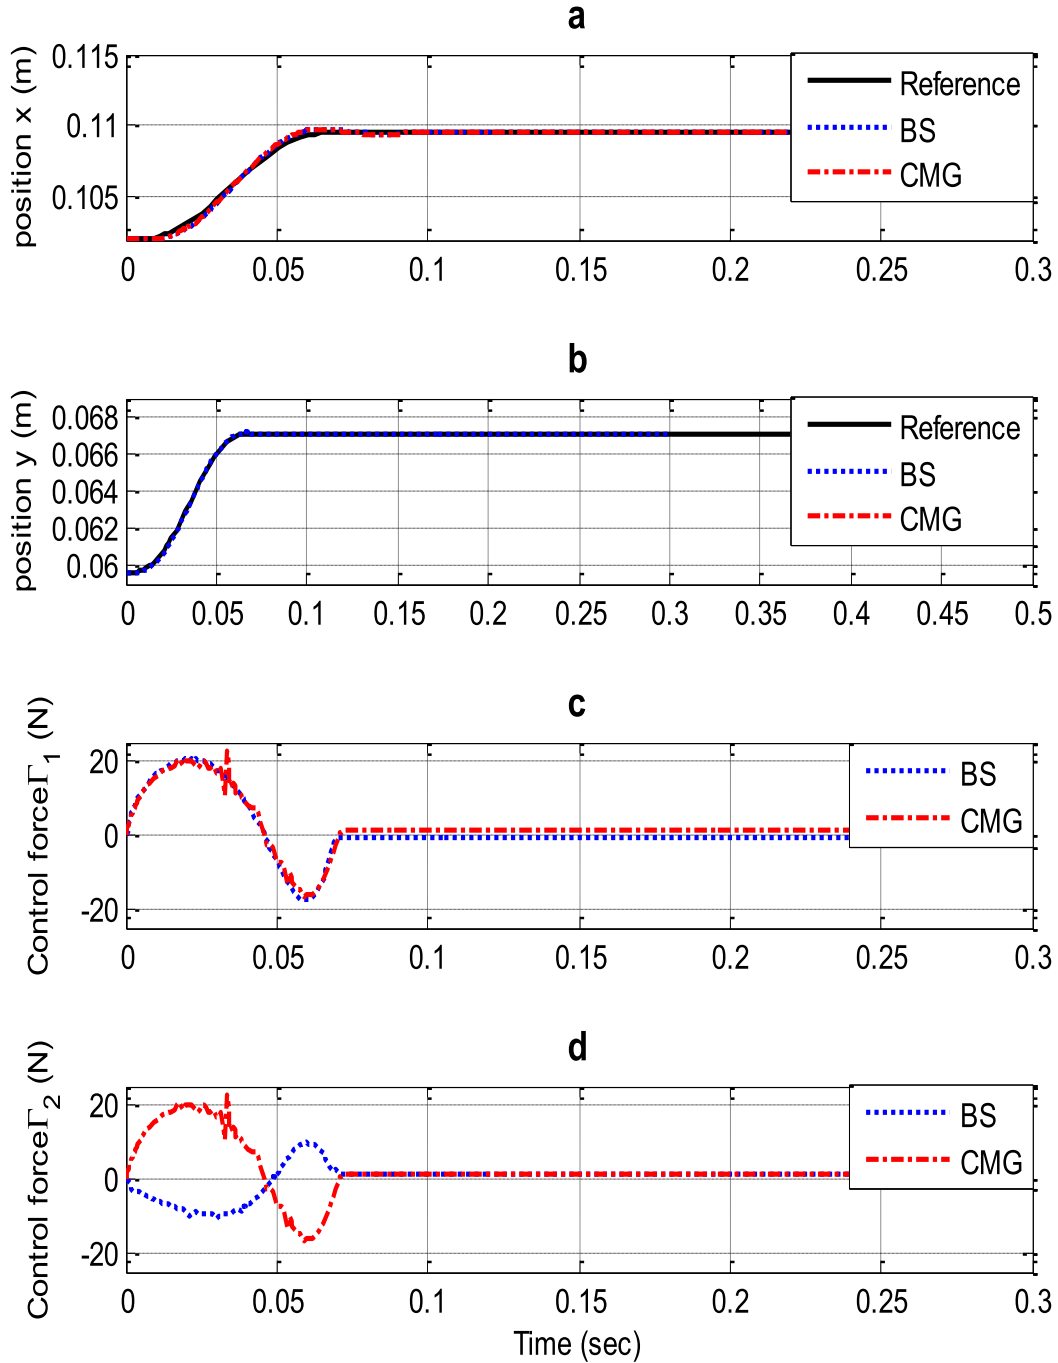 a
position x (m)
0.115
0.11
0.105
0 0.05 0.1 0.15 0.2 0.25 0.3
Reference
BS
CMG
b
position y (m)
0.068
0.066
0.064
0.062
0.06
0 0.05 0.1 0.15 0.2 0.25 0.3 0.35 0.4 0.45 0.5
Reference
BS
CMG
c
Control forceΓ1 (N)
20
0
-20
0 0.05 0.1 0.15 0.2 0.25 0.3
BS
CMG
d
Control forceΓ2 (N)
20
0
-20
0 0.05 0.1 0.15 0.2 0.25 0.3
BS
CMG
Time (sec)